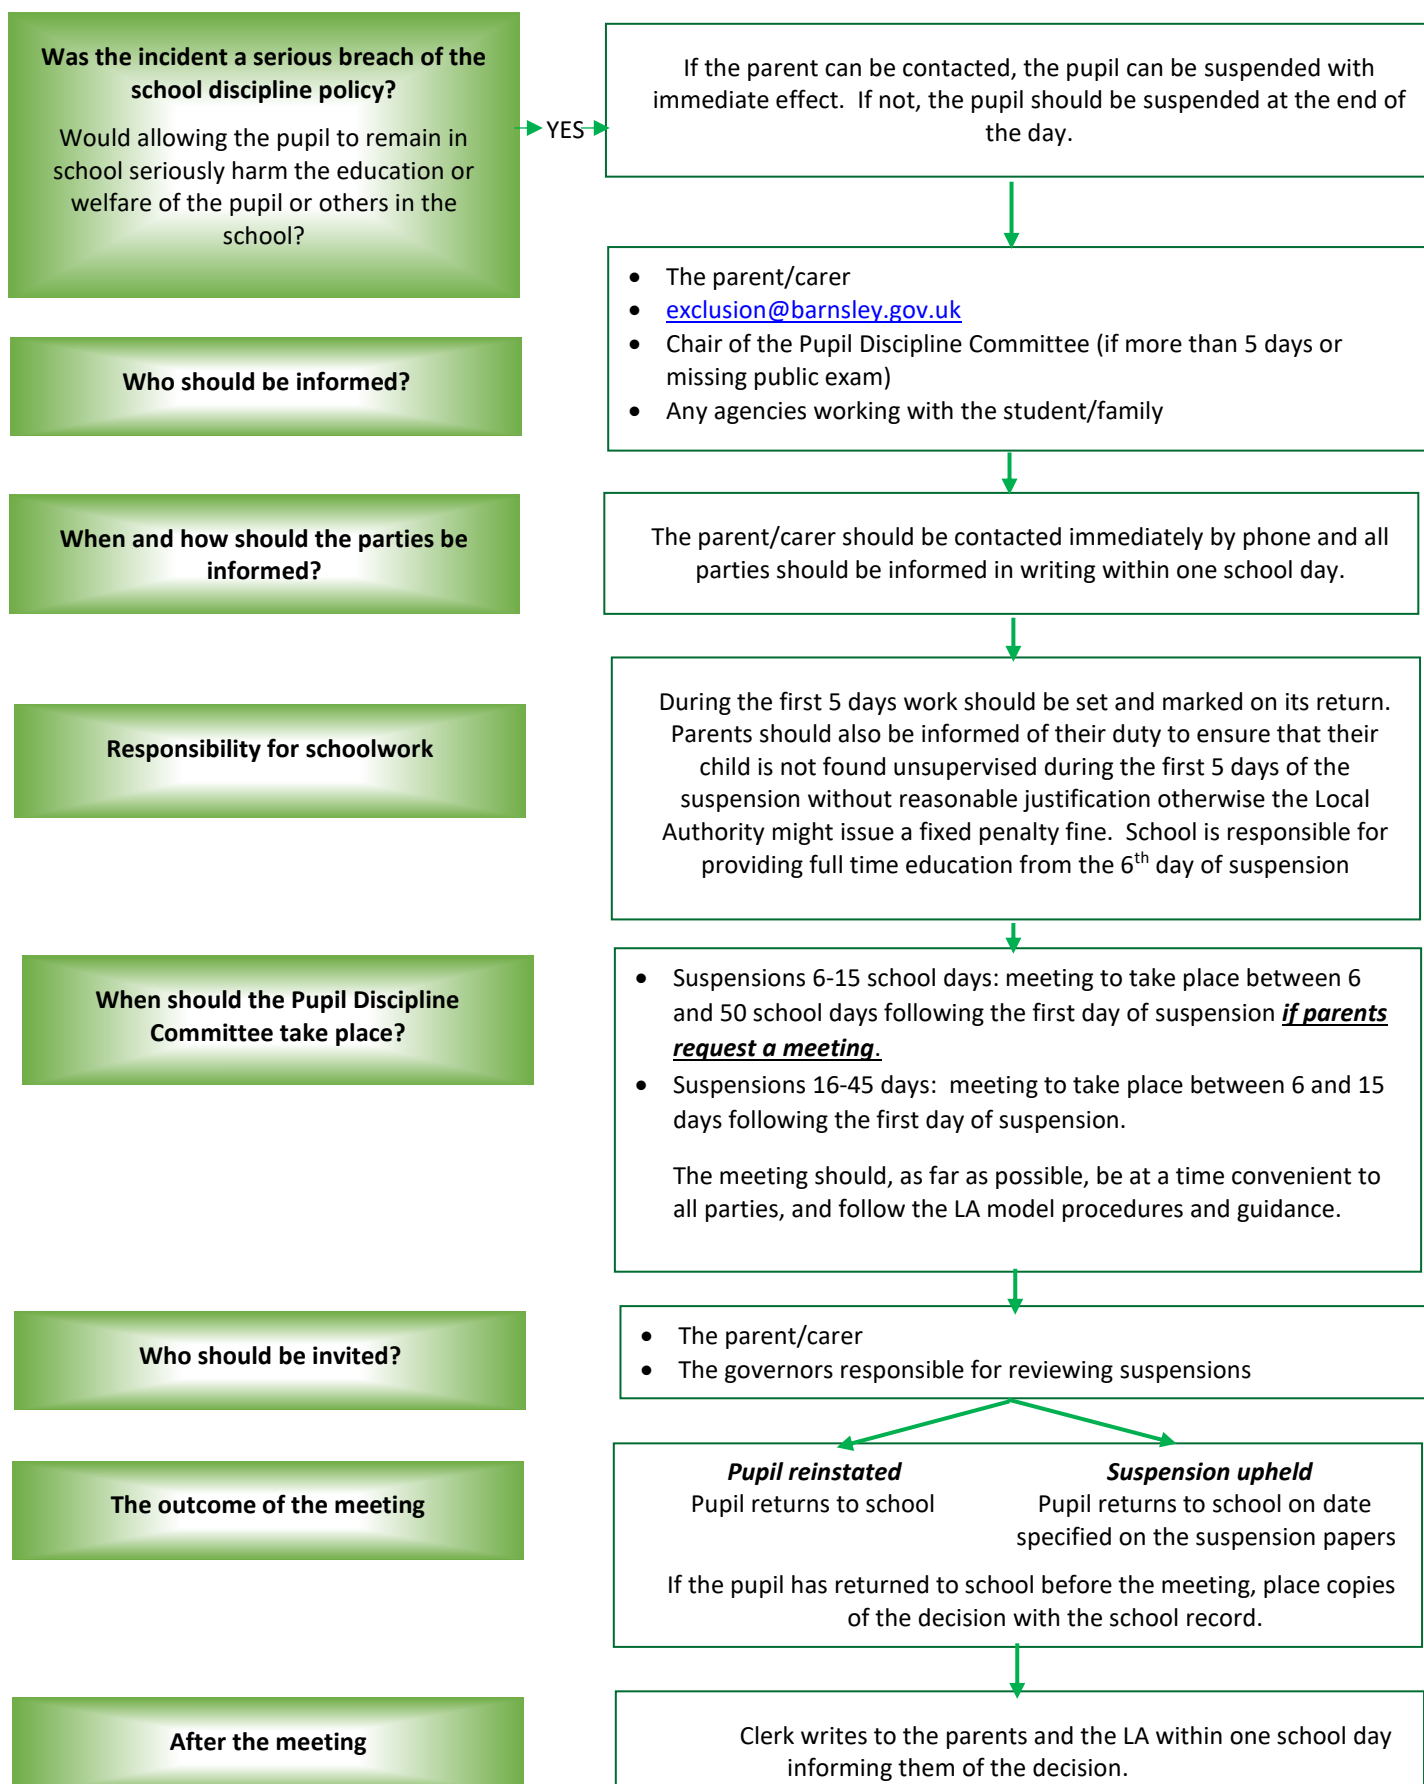 Was the incident a serious breach of the
school discipline policy?
Would allowing the pupil to remain in
school seriously harm the education or
welfare of the pupil or others in the
school?
YES
If the parent can be contacted, the pupil can be suspended with
immediate effect.  If not, the pupil should be suspended at the end of
the day.
Who should be informed?
• The parent/carer
• exclusion@barnsley.gov.uk
• Chair of the Pupil Discipline Committee (if more than 5 days or
missing public exam)
• Any agencies working with the student/family
When and how should the parties be
informed?
The parent/carer should be contacted immediately by phone and all
parties should be informed in writing within one school day.
Responsibility for schoolwork
During the first 5 days work should be set and marked on its return.
Parents should also be informed of their duty to ensure that their
child is not found unsupervised during the first 5 days of the
suspension without reasonable justification otherwise the Local
Authority might issue a fixed penalty fine.  School is responsible for
providing full time education from the 6th day of suspension
When should the Pupil Discipline
Committee take place?
• Suspensions 6-15 school days: meeting to take place between 6
and 50 school days following the first day of suspension if parents
request a meeting.
• Suspensions 16-45 days:  meeting to take place between 6 and 15
days following the first day of suspension.
The meeting should, as far as possible, be at a time convenient to
all parties, and follow the LA model procedures and guidance.
Who should be invited?
• The parent/carer
• The governors responsible for reviewing suspensions
The outcome of the meeting
Pupil reinstated
Pupil returns to school
Suspension upheld
Pupil returns to school on date
specified on the suspension papers
If the pupil has returned to school before the meeting, place copies
of the decision with the school record.
After the meeting
Clerk writes to the parents and the LA within one school day
informing them of the decision.